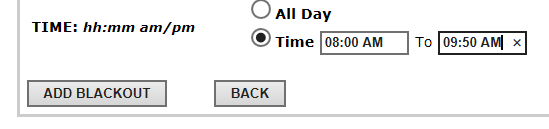 All Day
TIME: hh:mm am/pm
Time 08:00 AM To 09:50 AM ×
ADD BLACKOUT BACK